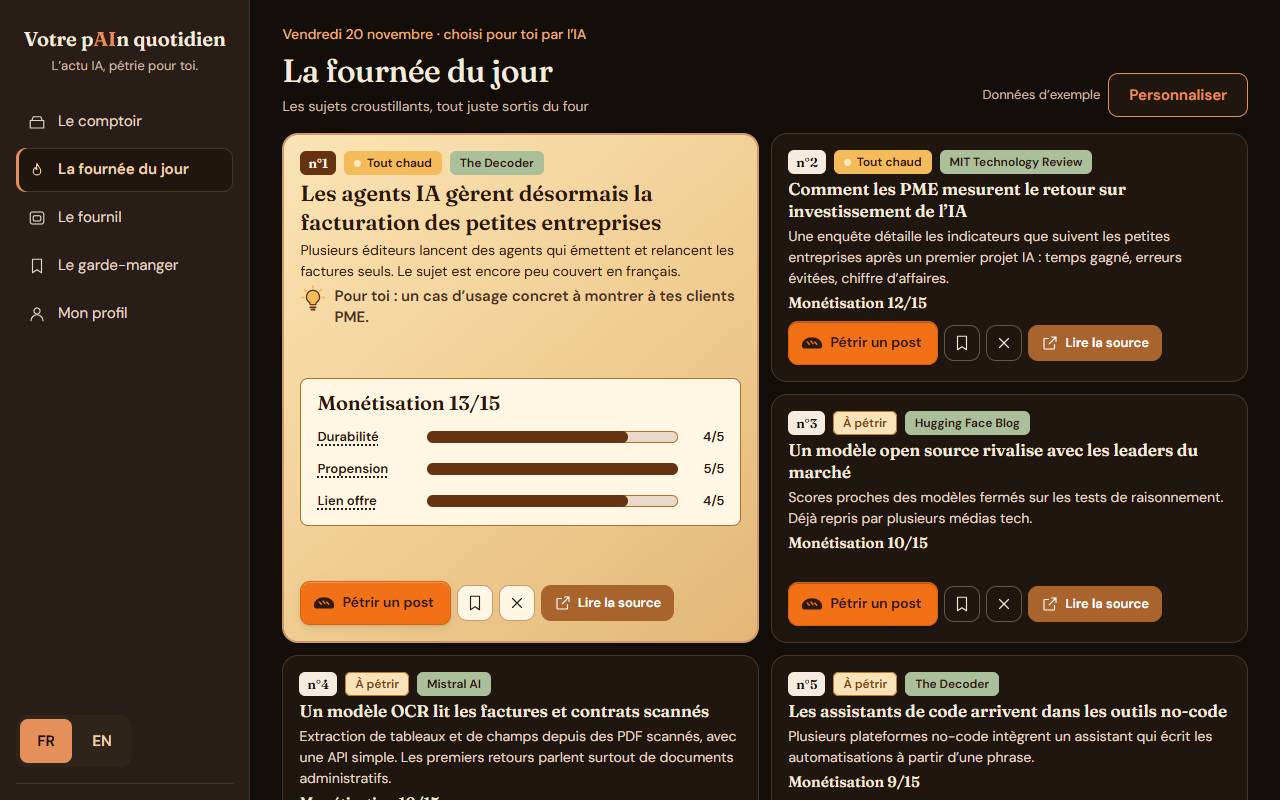 Votre pAIn quotidien
L'actu IA, pétrie pour toi.
Le comptoir
La fournée du jour
Le fournil
Le garde-manger
Mon profil
FR
EN
Vendredi 20 novembre · choisi pour toi par l'IA
La fournée du jour
Les sujets croustillants, tout juste sortis du four
Données d'exemple
Personnaliser
n°1
Tout chaud
The Decoder
Les agents IA gèrent désormais la
facturation des petites entreprises
Plusieurs éditeurs lancent des agents qui émettent et relancent les
factures seuls. Le sujet est encore peu couvert en français.
Pour toi : un cas d'usage concret à montrer à tes clients
PME.
Monétisation 13/15
Durabilité 4/5
Propension 5/5
Lien offre 4/5
Pétrir un post
Lire la source
n°2
Tout chaud
MIT Technology Review
Comment les PME mesurent le retour sur
investissement de l'IA
Une enquête détaille les indicateurs que suivent les petites
entreprises après un premier projet IA : temps gagné, erreurs
évitées, chiffre d'affaires.
Monétisation 12/15
Pétrir un post
Lire la source
n°3
À pétrir
Hugging Face Blog
Un modèle open source rivalise avec les leaders du
marché
Scores proches des modèles fermés sur les tests de raisonnement.
Déjà repris par plusieurs médias tech.
Monétisation 10/15
Pétrir un post
Lire la source
n°4
À pétrir
Mistral AI
Un modèle OCR lit les factures et contrats scannés
Extraction de tableaux et de champs depuis des PDF scannés, avec
une API simple. Les premiers retours parlent surtout de documents
administratifs.
n°5
À pétrir
The Decoder
Les assistants de code arrivent dans les outils no-code
Plusieurs plateformes no-code intègrent un assistant qui écrit les
automatisations à partir d'une phrase.
Monétisation 9/15